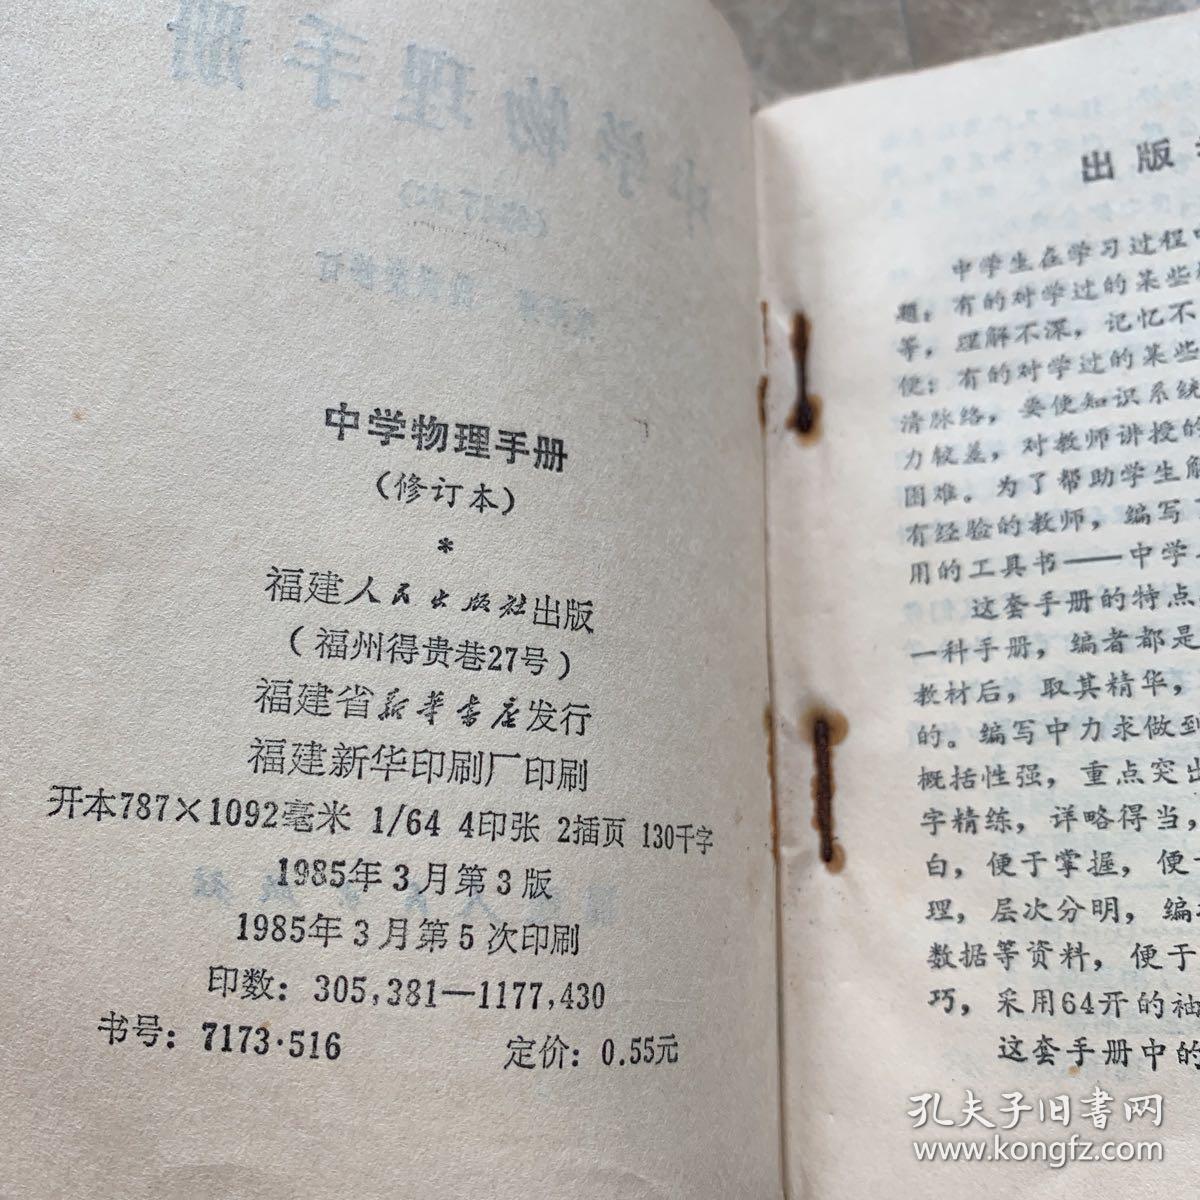 中学物理手册
（修订本）
*
福建人民出版社出版
（福州得贵巷27号）
福建省新华书店发行
福建新华印刷厂印刷
开本787×1092毫米 1/64 4印张 2插页 130千字
1985年3月第3版
1985年3月第5次印刷
印数：305,381—1177,430
书号：7173·516 定价：0.55元
出版
中学生在学习过程中
题：有的对学过的某些
等，理解不深，记忆不
便；有的对学过的某些
清脉络，要使知识系统
力较差，对教师讲授的
困难。为了帮助学生解
有经验的教师，编写
用的工具书——中学
这套手册的特点
一科手册，编者都是
教材后，取其精华，
的。编写中力求做到
概括性强，重点突出
字精练，详略得当，
白，便于掌握，便
理，层次分明，编
数据等资料，便于
巧，采用64开的袖
这套手册中的
孔夫子旧书网
www.kongfz.com